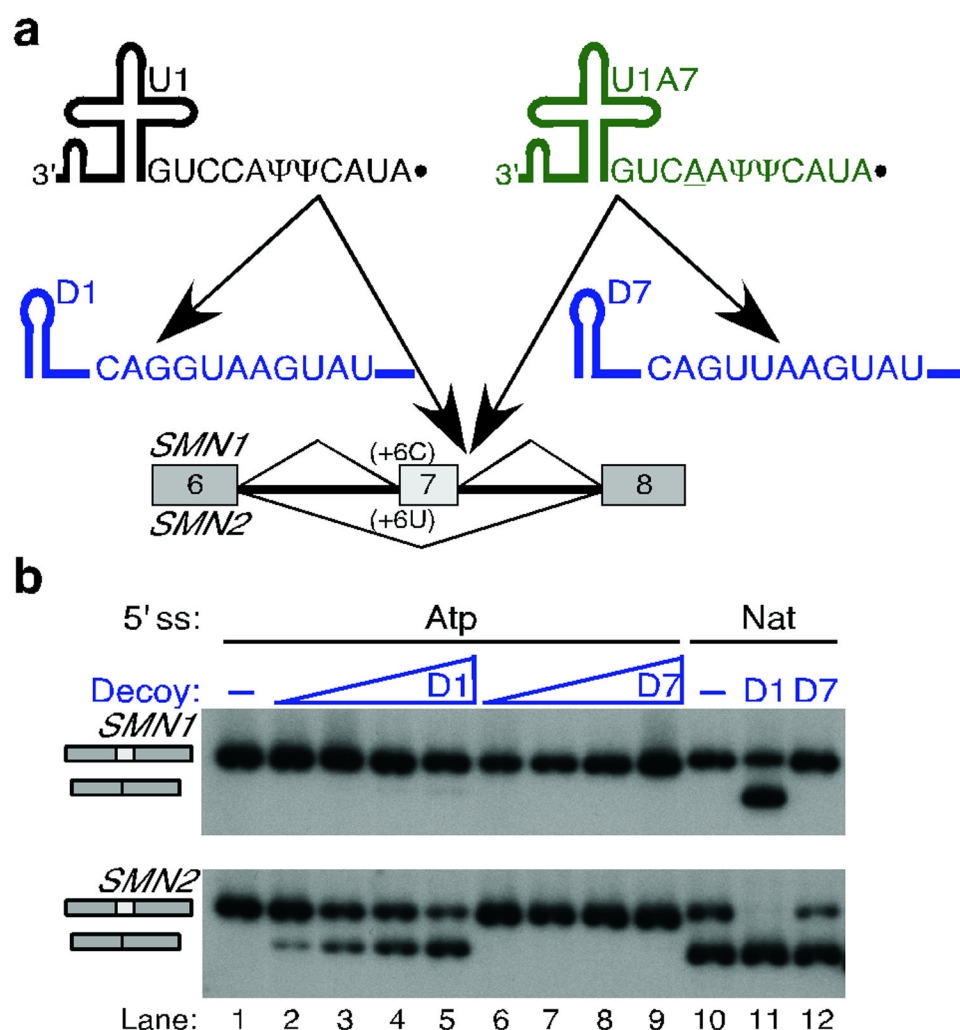 a
U1
U1A7
3'
GUCCAΨΨCAUA•
3'
GUCAAΨΨCAUA•
D1
D7
CAGGUAAGUAU
CAGUUAAGUAU
SMN1
(+6C)
6
7
8
SMN2
(+6U)
b
5' ss: Atp Nat
Decoy: – D1 D7 – D1 D7
SMN1
SMN2
Lane: 1 2 3 4 5 6 7 8 9 10 11 12